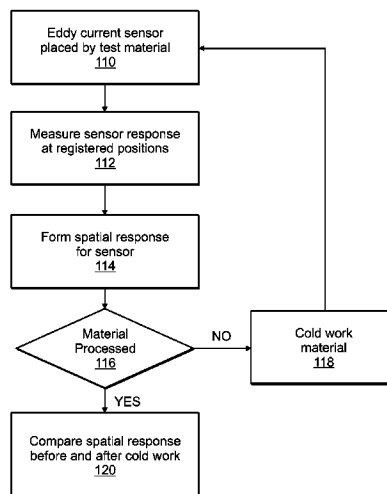 Eddy current sensor
placed by test material
110
Measure sensor response
at registered positions
112
Form spatial response
for sensor
114
Material
Processed
116
NO
Cold work
material
118
YES
Compare spatial response
before and after cold work
120